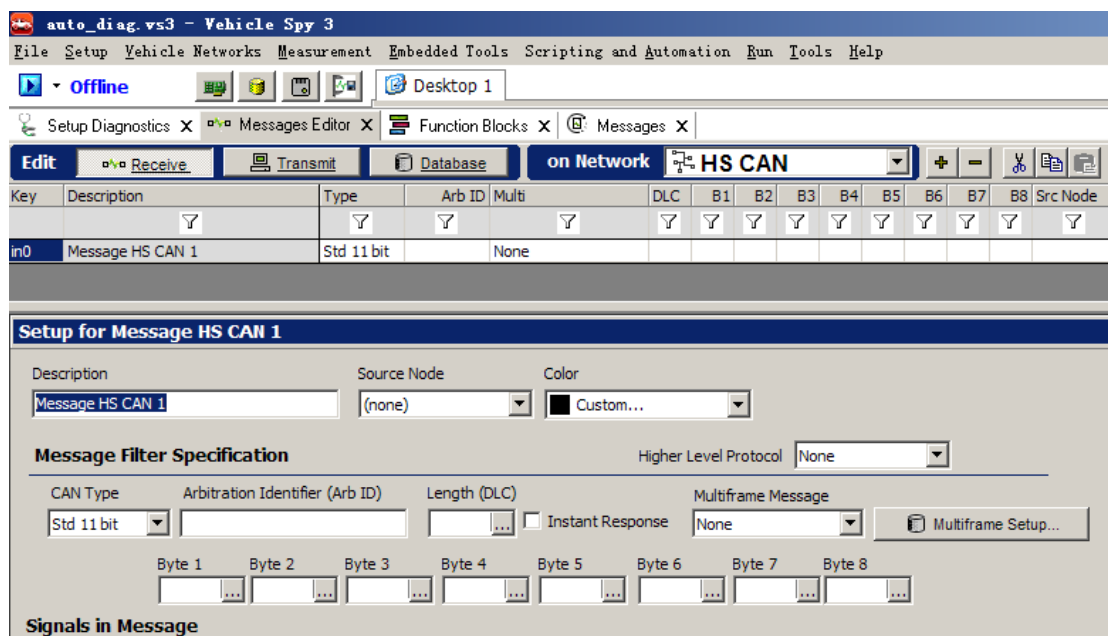 auto_diag.vs3 - Vehicle Spy 3
File Setup Vehicle Networks Measurement Embedded Tools Scripting and Automation Run Tools Help
Offline Desktop 1
Setup Diagnostics X Messages Editor X Function Blocks X Messages X
Edit Receive Transmit Database on Network HS CAN
Key Description Type Arb ID Multi DLC B1 B2 B3 B4 B5 B6 B7 B8 Src Node
in0 Message HS CAN 1 Std 11 bit None
Setup for Message HS CAN 1
Description Source Node Color
Message HS CAN 1 (none) Custom...
Message Filter Specification Higher Level Protocol None
CAN Type Arbitration Identifier (Arb ID) Length (DLC) Multiframe Message
Std 11 bit ... Instant Response None Multiframe Setup...
Byte 1 Byte 2 Byte 3 Byte 4 Byte 5 Byte 6 Byte 7 Byte 8
... ... ... ... ... ... ... ...
Signals in Message